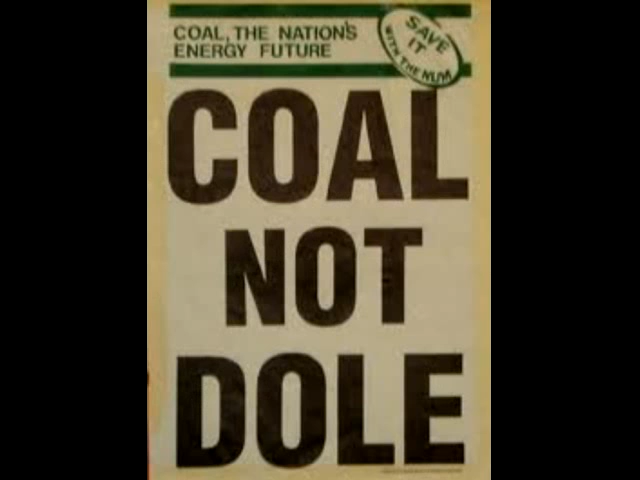 COAL, THE NATION'S
ENERGY FUTURE
SAVE
IT
WITH THE NUM
COAL
NOT
DOLE